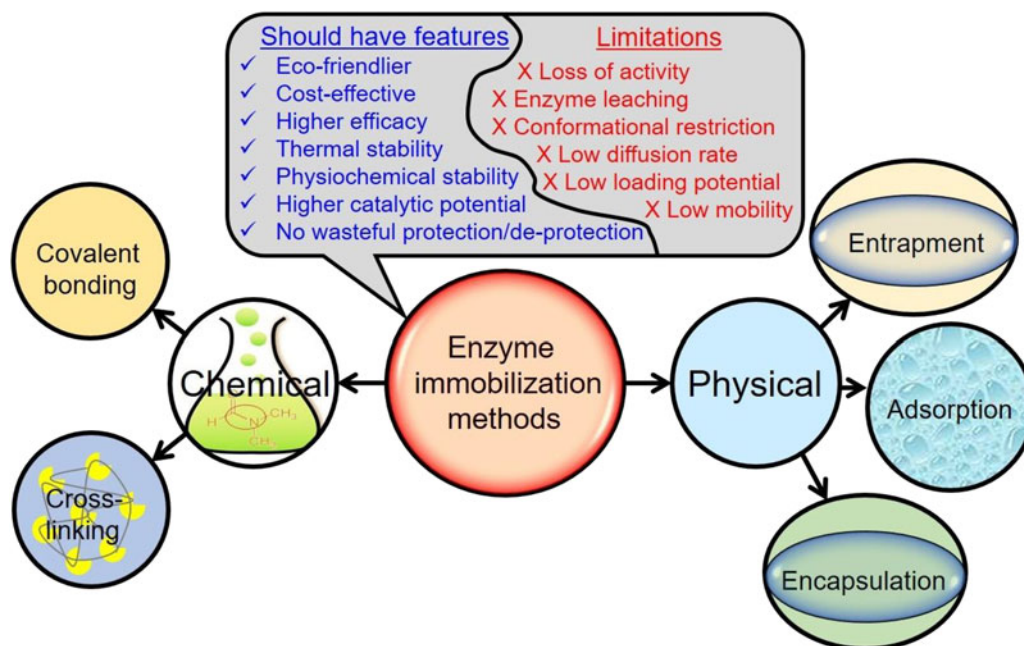 Should have features
✓ Eco-friendlier
✓ Cost-effective
✓ Higher efficacy
✓ Thermal stability
✓ Physiochemical stability
✓ Higher catalytic potential
✓ No wasteful protection/de-protection
Limitations
X Loss of activity
X Enzyme leaching
X Conformational restriction
X Low diffusion rate
X Low loading potential
X Low mobility
Covalent
bonding
Chemical
H
N
CH₃
CH₃
Cross-
linking
Enzyme
immobilization
methods
Physical
Entrapment
Adsorption
Encapsulation